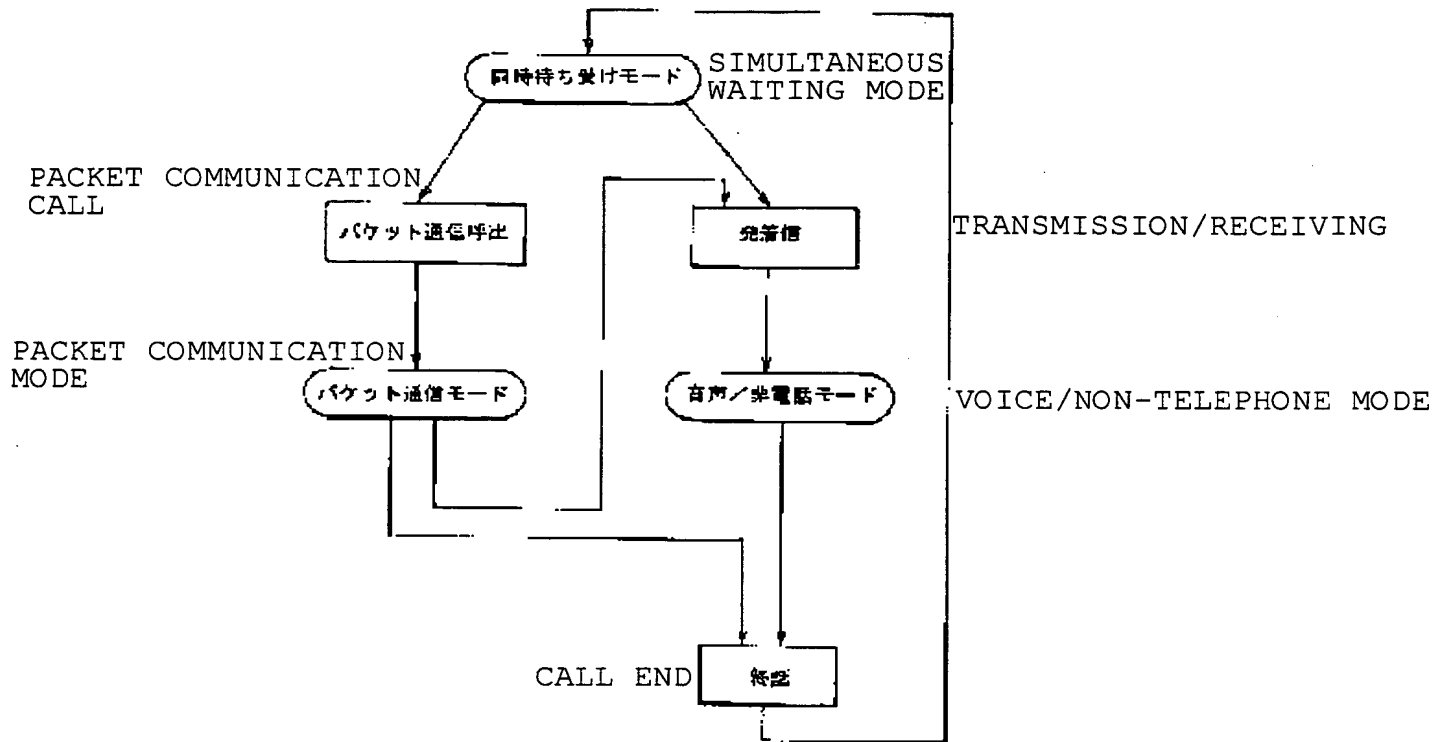 同時待ち受けモード
SIMULTANEOUS
WAITING MODE
PACKET COMMUNICATION
CALL
パケット通信呼出
発着信
TRANSMISSION/RECEIVING
PACKET COMMUNICATION
MODE
パケット通信モード
音声/非電話モード
VOICE/NON-TELEPHONE MODE
CALL END
終話